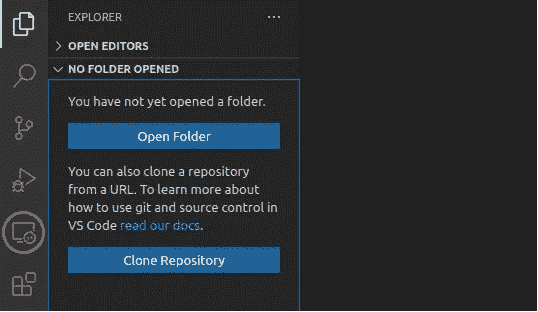 EXPLORER
OPEN EDITORS
NO FOLDER OPENED
You have not yet opened a folder.
Open Folder
You can also clone a repository
from a URL. To learn more about
how to use git and source control in
VS Code read our docs.
Clone Repository